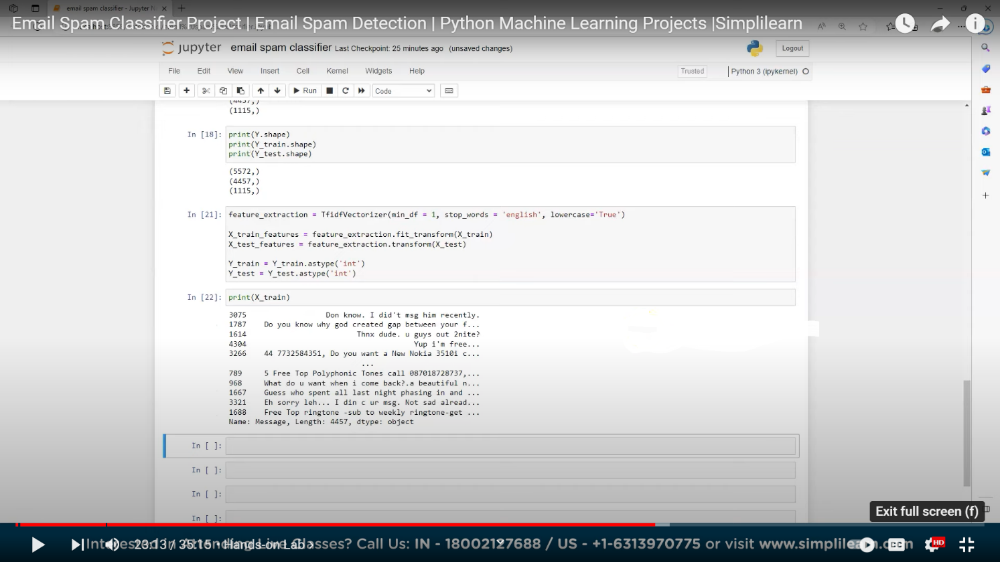 email spam classifier - Jupyter N
Email Spam Classifier Project | Email Spam Detection | Python Machine Learning Projects |Simplilearn
jupyter email spam classifier Last Checkpoint: 25 minutes ago (unsaved changes)
Logout
File Edit View Insert Cell Kernel Widgets Help
Trusted
Python 3 (ipykernel)
Run
Code
(4457,)
(1115,)
In [18]: print(Y.shape)
print(Y_train.shape)
print(Y_test.shape)
(5572,)
(4457,)
(1115,)
In [21]: feature_extraction = TfidfVectorizer(min_df = 1, stop_words = 'english', lowercase='True')
X_train_features = feature_extraction.fit_transform(X_train)
X_test_features = feature_extraction.transform(X_test)
Y_train = Y_train.astype('int')
Y_test = Y_test.astype('int')
In [22]: print(X_train)
3075 Don know. I did't msg him recently.
1787 Do you know why god created gap between your f...
1614 Thnx dude. u guys out 2nite?
4304 Yup i'm free...
3266 44 7732584351, Do you want a New Nokia 3510i c...
...
789 5 Free Top Polyphonic Tones call 087018728737,...
968 What do u want when i come back?.a beautiful n...
1667 Guess who spent all last night phasing in and ...
3321 Eh sorry leh... I din c ur msg. Not sad alread...
1688 Free Top ringtone -sub to weekly ringtone-get ...
Name: Message, Length: 4457, dtype: object
In [ ]:
In [ ]:
In [ ]:
In [ ]:
Exit full screen (f)
23:13 / 35:15 • Hands-on Lab
Interested in Attending Live Classes? Call Us: IN - 18002127688 / US - +1-6313970775 or visit www.simplilearn.com
CC
HD